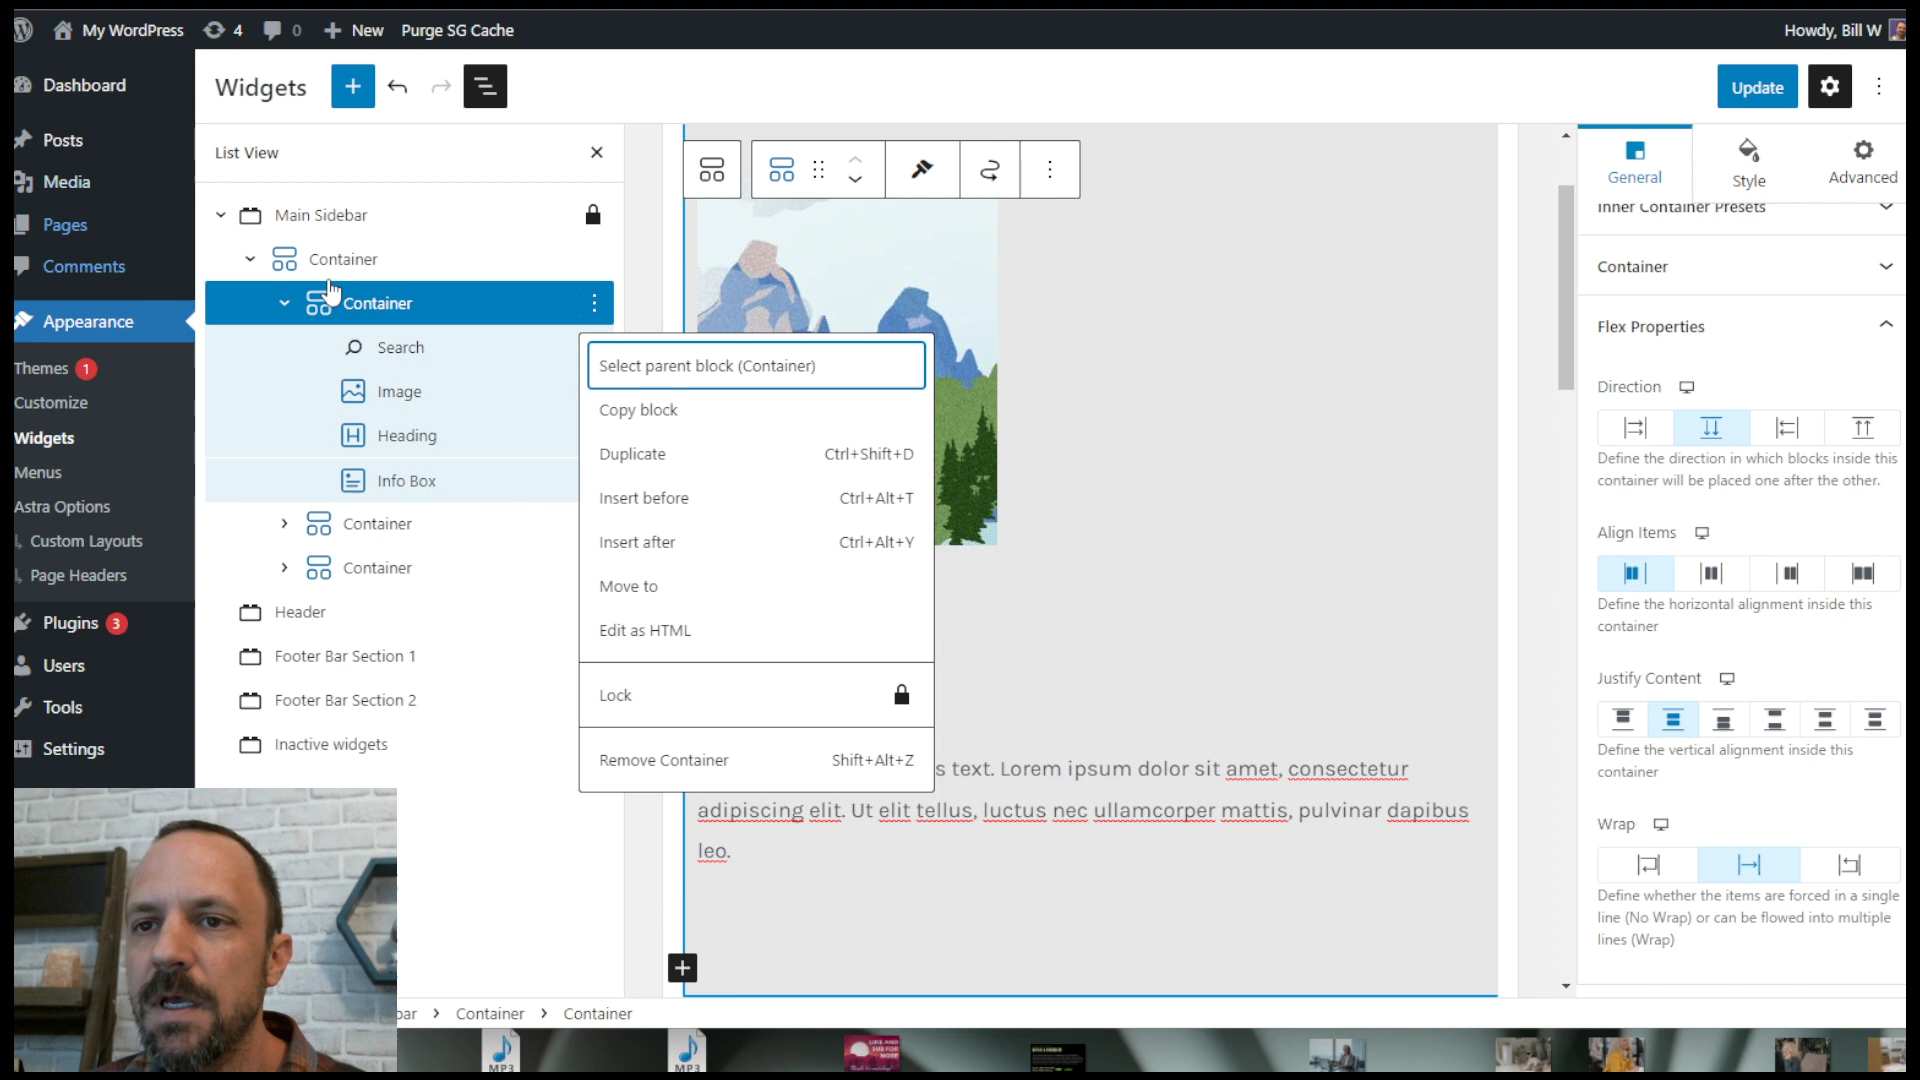 My WordPress 4 0 New Purge SG Cache Howdy, Bill W
Dashboard
Posts
Media
Pages
Comments
Appearance
Themes 1
Customize
Widgets
Menus
Astra Options
Custom Layouts
Page Headers
Plugins 3
Users
Tools
Settings
Widgets
Update
List View
Main Sidebar
Container
Container
Search
Image
Heading
Info Box
Container
Container
Header
Footer Bar Section 1
Footer Bar Section 2
Inactive widgets
Select parent block (Container)
Copy block
Duplicate Ctrl+Shift+D
Insert before Ctrl+Alt+T
Insert after Ctrl+Alt+Y
Move to
Edit as HTML
Lock
Remove Container Shift+Alt+Z
s text. Lorem ipsum dolor sit amet, consectetur
adipiscing elit. Ut elit tellus, luctus nec ullamcorper mattis, pulvinar dapibus
leo.
General
Style
Advanced
Inner Container Presets
Container
Flex Properties
Direction
Define the direction in which blocks inside this
container will be placed one after the other.
Align Items
Define the horizontal alignment inside this
container
Justify Content
Define the vertical alignment inside this
container
Wrap
Define whether the items are forced in a single
line (No Wrap) or can be flowed into multiple
lines (Wrap)
bar > Container > Container
MP3
MP3
LIKE AND
SUB FOR
MORE